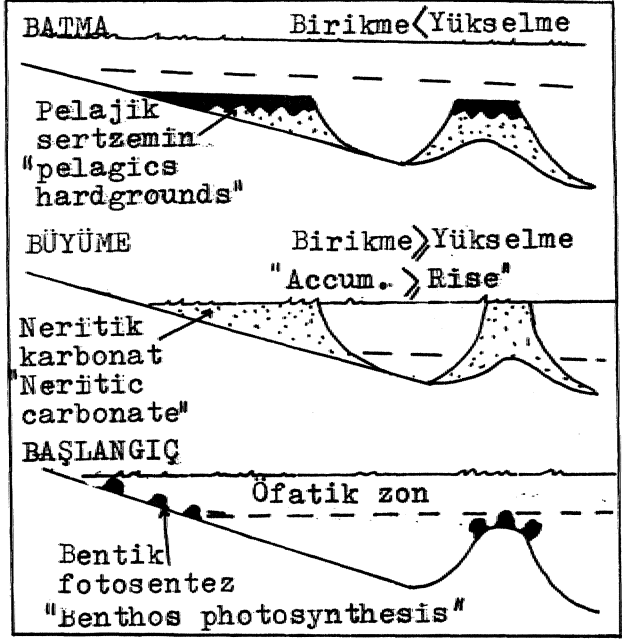 BATMA
Birikme<Yükselme
Pelajik
sertzemin
"pelagics
hardgrounds"
BÜYÜME
Birikme⩾Yükselme
"Accum.⩾Rise"
Neritik
karbonat
"Neritic
carbonate"
BAŞLANGIÇ
Öfatik zon
Bentik
fotosentez
"Benthos photosynthesis"